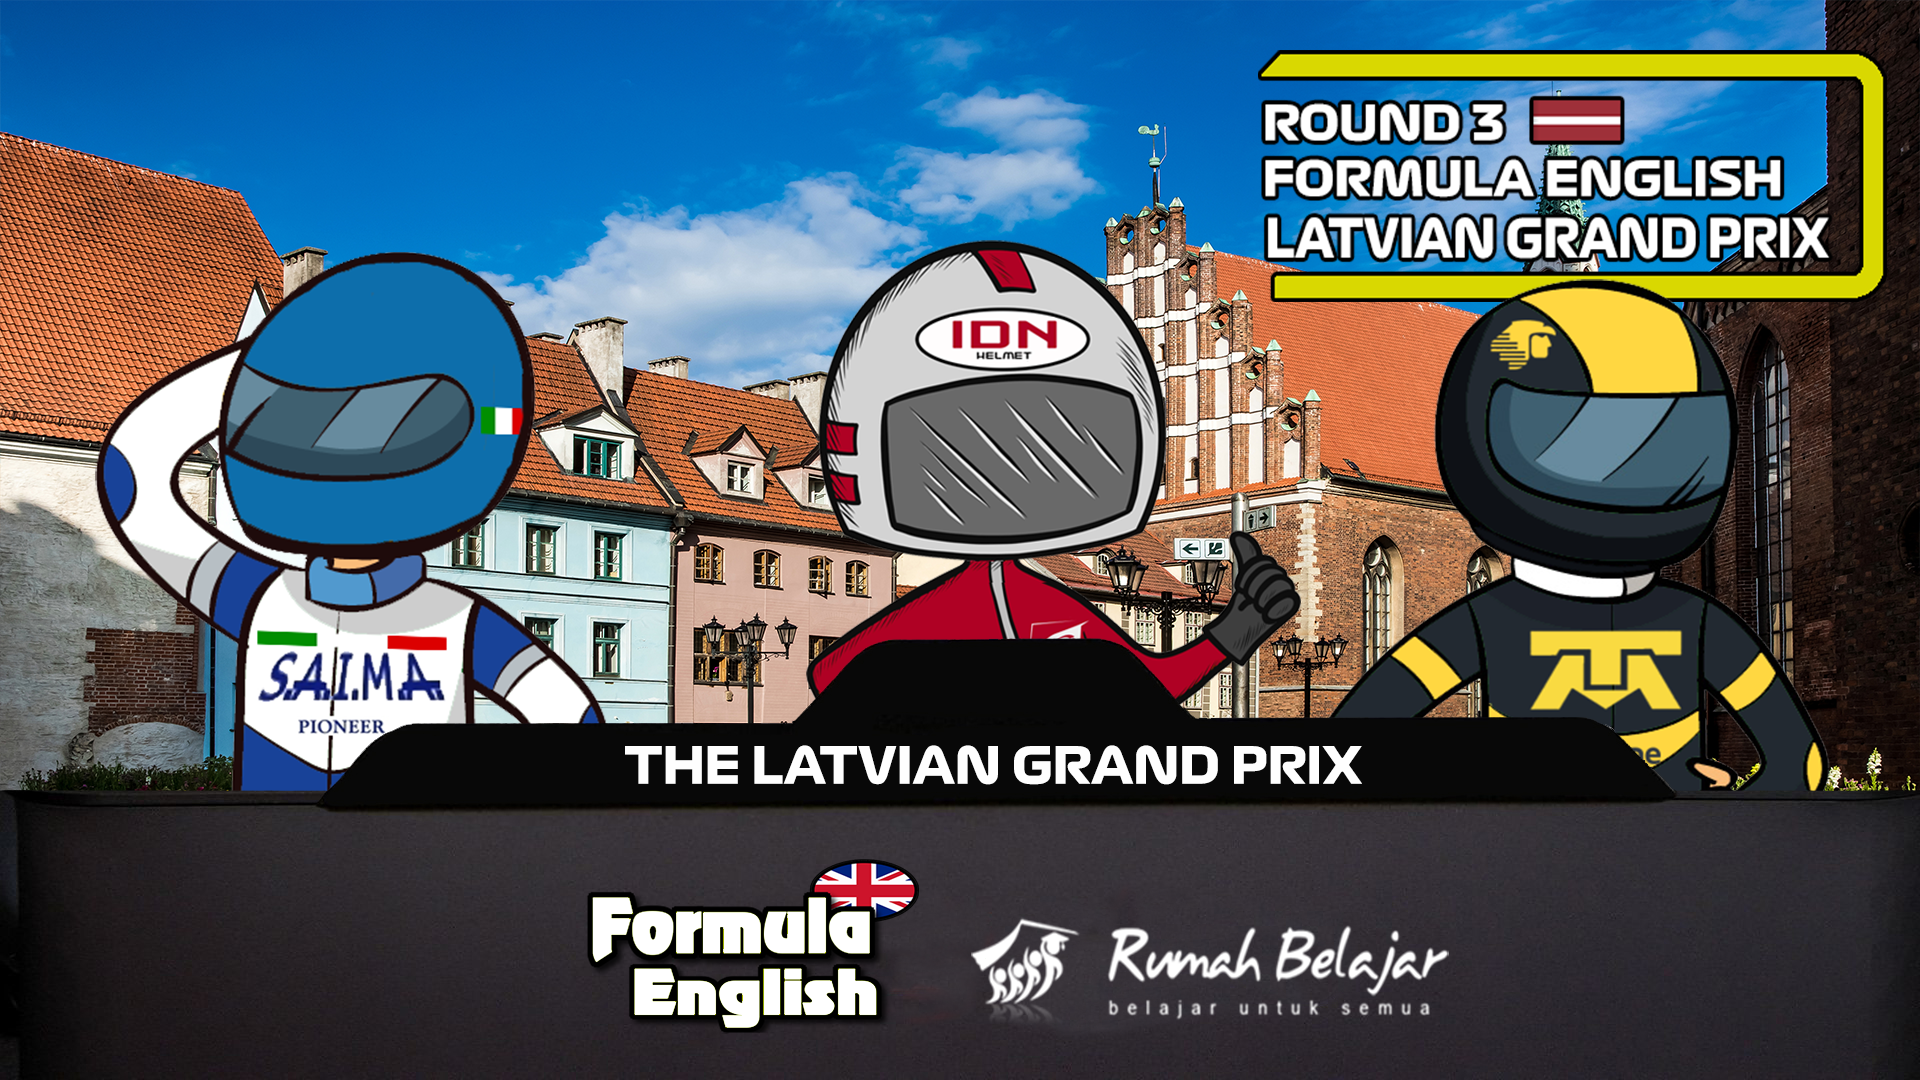 ROUND 3
FORMULA ENGLISH
LATVIAN GRAND PRIX
IDN
HELMET
S.A.I.MA
PIONEER
THE LATVIAN GRAND PRIX
Formula
English
Rumah Belajar
belajar untuk semua